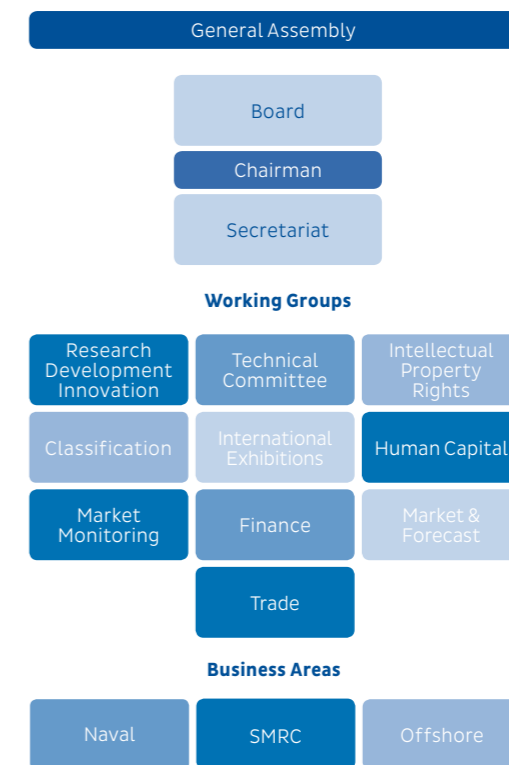 General Assembly
Board
Chairman
Secretariat
Working Groups
Research
Development
Innovation
Technical
Committee
Intellectual
Property
Rights
Classification
International
Exhibitions
Human Capital
Market
Monitoring
Finance
Market &
Forecast
Trade
Business Areas
Naval
SMRC
Offshore